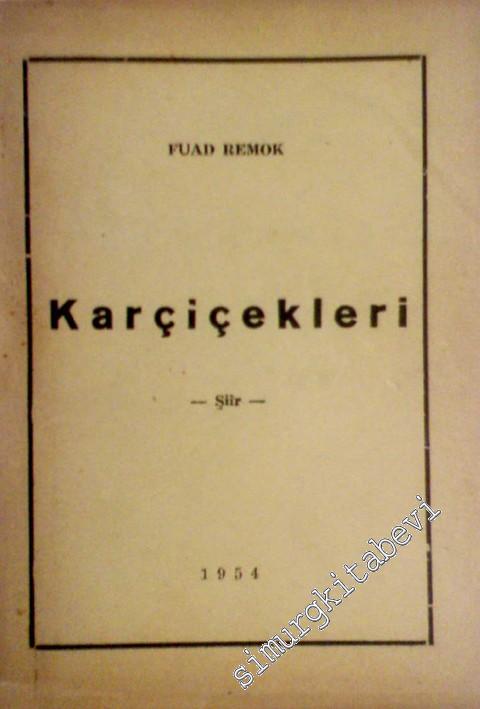 FUAD REMOK
Karçiçekleri
— Şiir —
1954
simurgkitabevi